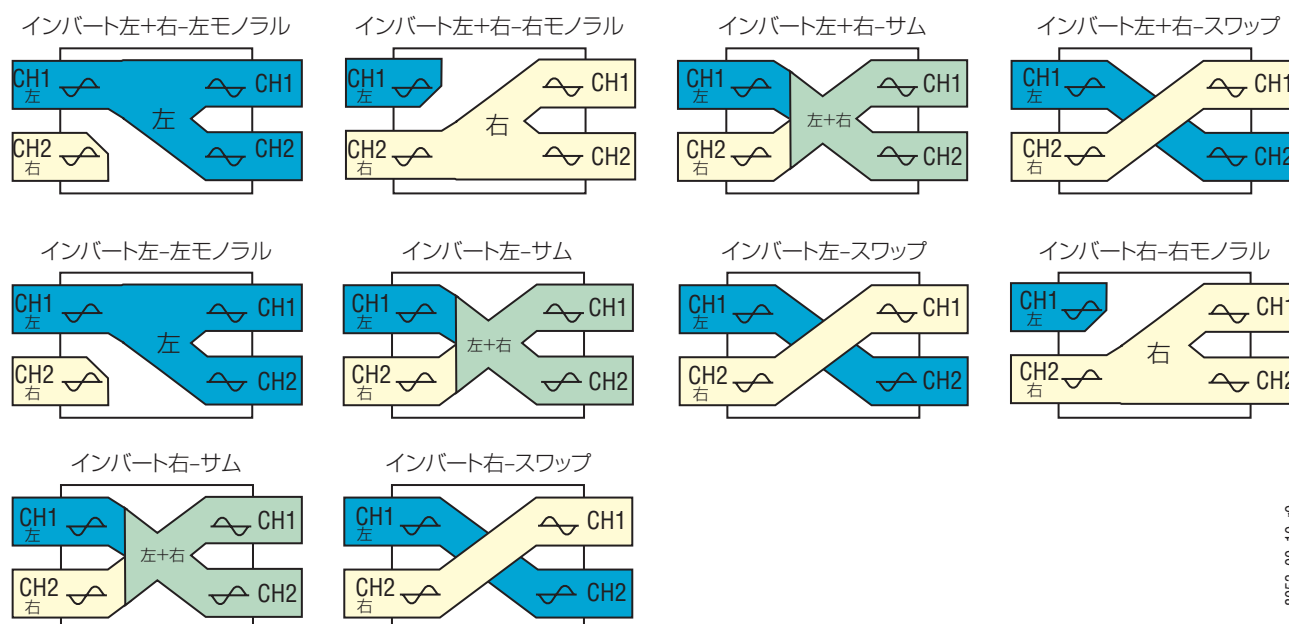 インバート左+右–左モノラル
CH1
左
左
CH1
CH2
右
CH2
インバート左+右–右モノラル
CH1
左
右
CH1
CH2
右
CH2
インバート左+右–サム
CH1
左
左+右
CH1
CH2
右
CH2
インバート左+右–スワップ
CH1
左
CH1
CH2
右
CH2
インバート左–左モノラル
CH1
左
左
CH1
CH2
右
CH2
インバート左–サム
CH1
左
左+右
CH1
CH2
右
CH2
インバート左–スワップ
CH1
左
CH1
CH2
右
CH2
インバート右–右モノラル
CH1
左
右
CH1
CH2
右
CH2
インバート右–サム
CH1
左
左+右
CH1
CH2
右
CH2
インバート右–スワップ
CH1
左
CH1
CH2
右
CH2